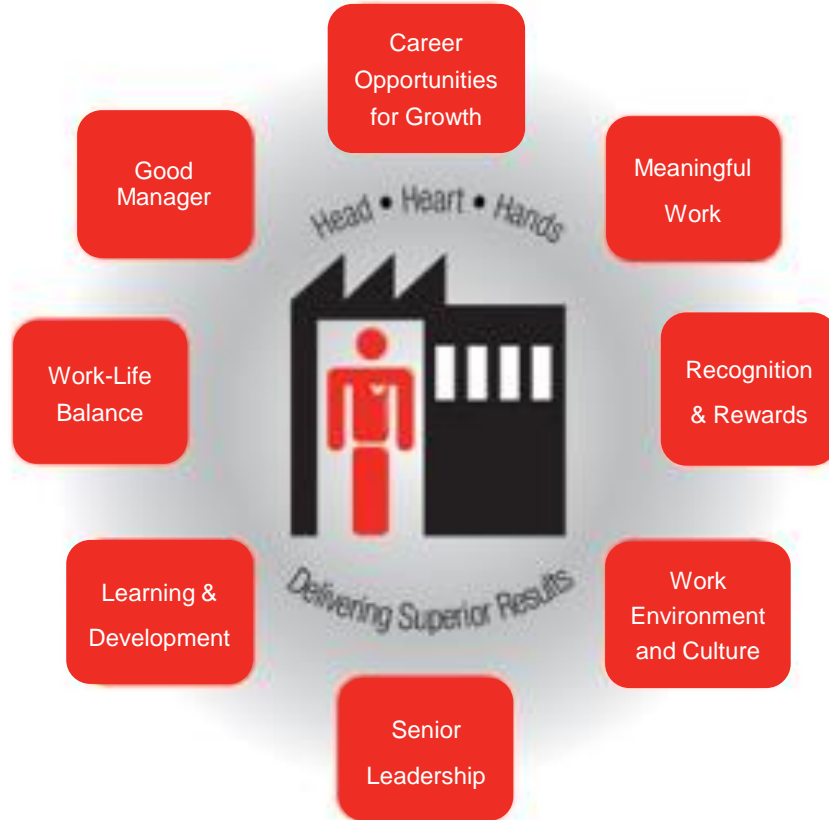 Career
Opportunities
for Growth
Good
Manager
Meaningful
Work
Head • Heart • Hands
Work-Life
Balance
Recognition
& Rewards
Learning &
Development
Delivering Superior Results
Work
Environment
and Culture
Senior
Leadership